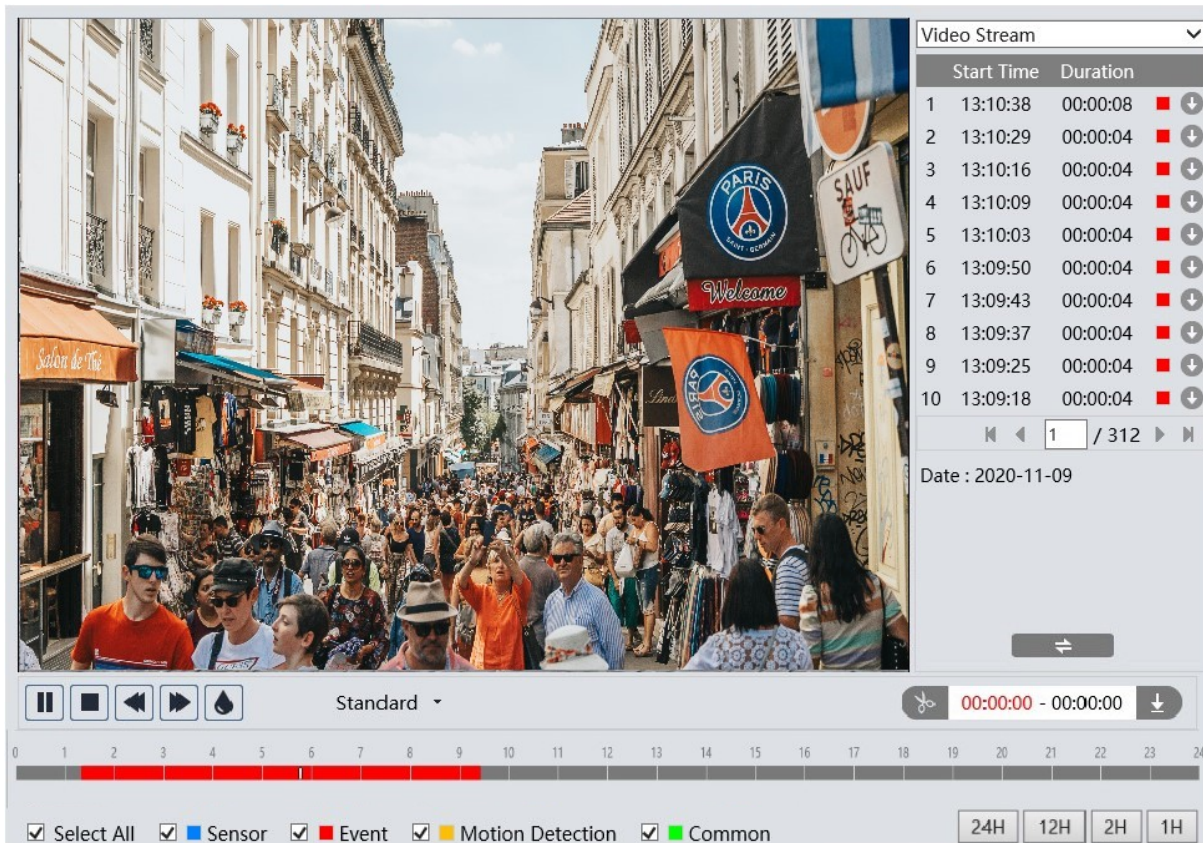 Video Stream
Start Time Duration
1 13:10:38 00:00:08
2 13:10:29 00:00:04
3 13:10:16 00:00:04
4 13:10:09 00:00:04
5 13:10:03 00:00:04
6 13:09:50 00:00:04
7 13:09:43 00:00:04
8 13:09:37 00:00:04
9 13:09:25 00:00:04
10 13:09:18 00:00:04
1 / 312
Date : 2020-11-09
SAUF
PARIS
SAINT-GERMAIN
Welcome
Salon de Thé
PARIS
GUESS
Standard
00:00:00 - 00:00:00
0 1 2 3 4 5 6 7 8 9 10 11 12 13 14 15 16 17 18 19 20 21 22 23 24
Select All Sensor Event Motion Detection Common
24H 12H 2H 1H